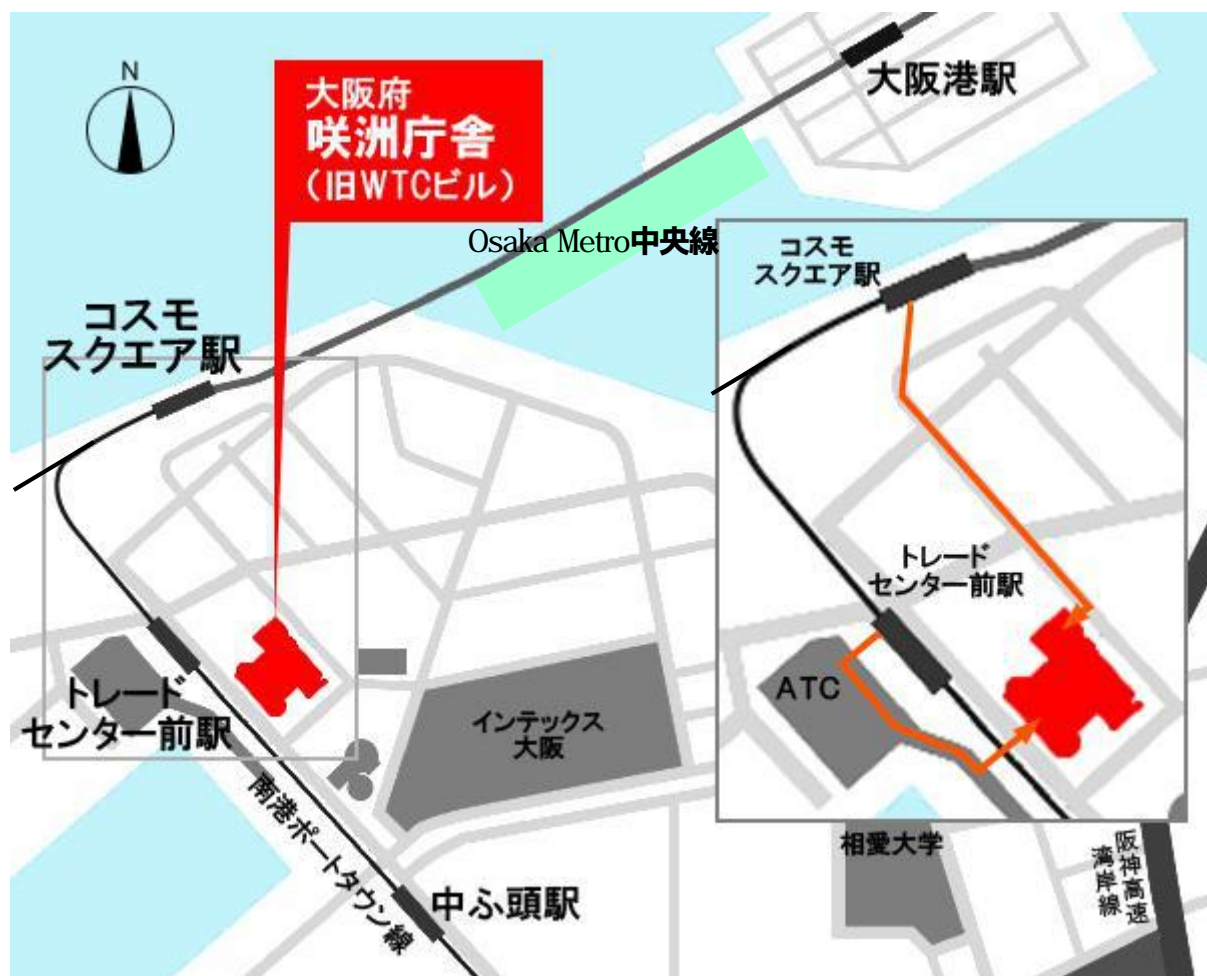 N
大阪府
咲洲庁舎
（旧WTCビル）
大阪港駅
Osaka Metro中央線
コスモ
スクエア駅
コスモ
スクエア駅
トレード
センター前駅
ATC
トレード
センター前駅
インテックス
大阪
南港ポートタウン線
中ふ頭駅
相愛大学
阪神高速
湾岸線